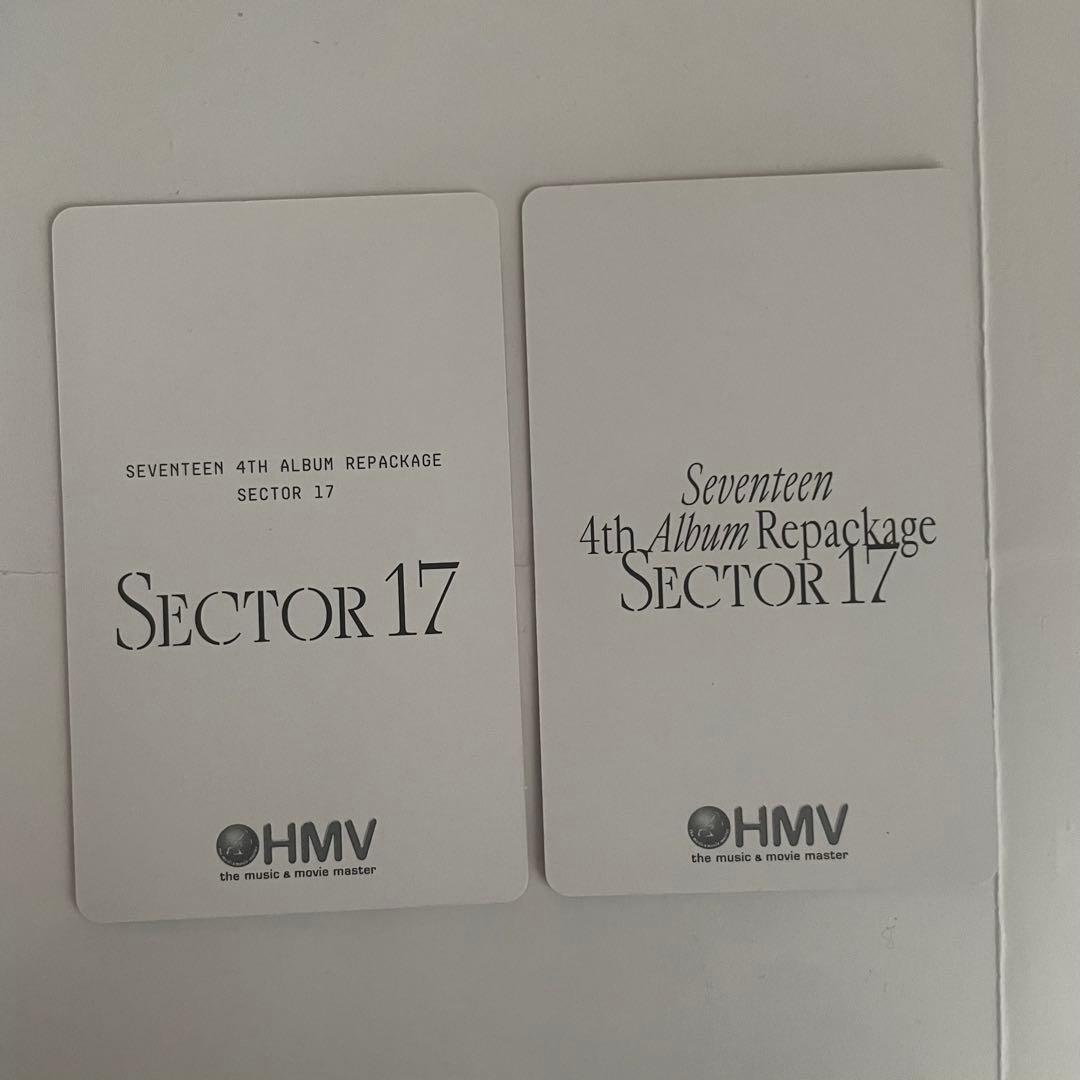 SEVENTEEN 4TH ALBUM REPACKAGE
SECTOR 17
SECTOR 17
HMV
the music & movie master
Seventeen
4th Album Repackage
SECTOR 17
HMV
the music & movie master